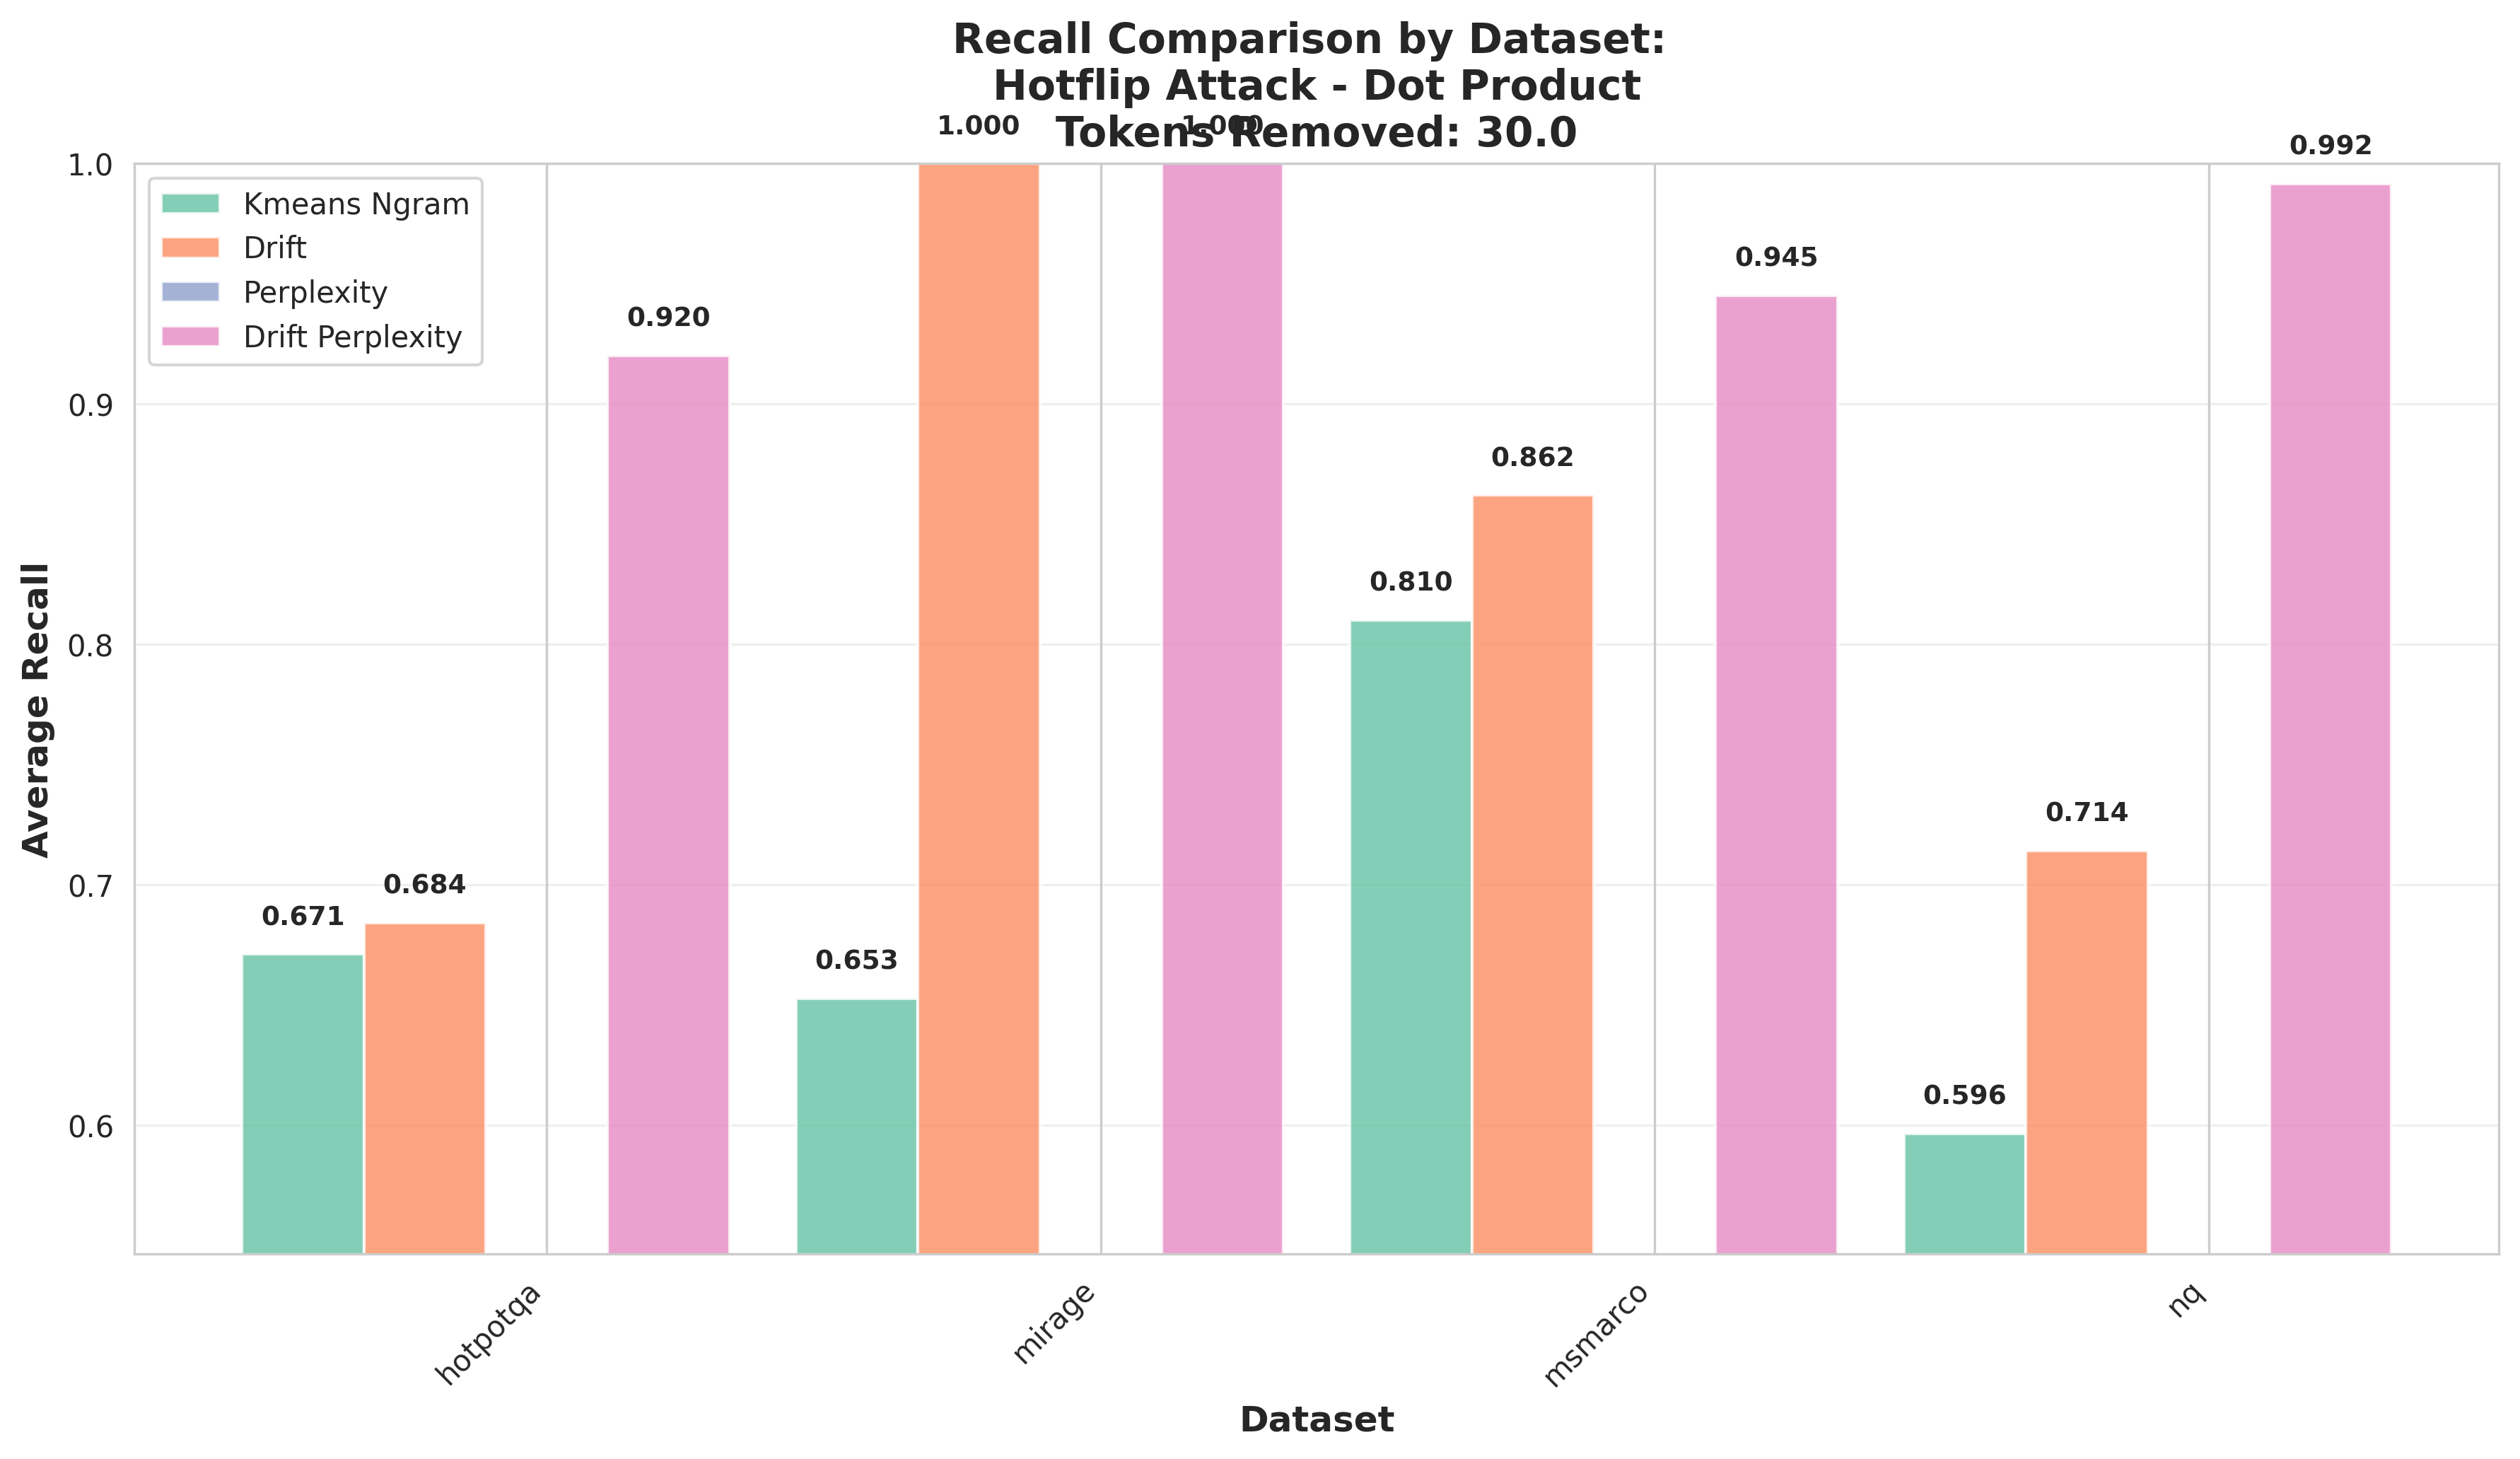 Recall Comparison by Dataset:
Hotflip Attack - Dot Product
Tokens Removed: 30.0
1.000
1.000
0.992
1.0
0.9
0.8
0.7
0.6
Average Recall
Kmeans Ngram
Drift
Perplexity
Drift Perplexity
0.671
0.684
0.920
0.653
0.810
0.862
0.945
0.596
0.714
hotpotqa
mirage
msmarco
nq
Dataset